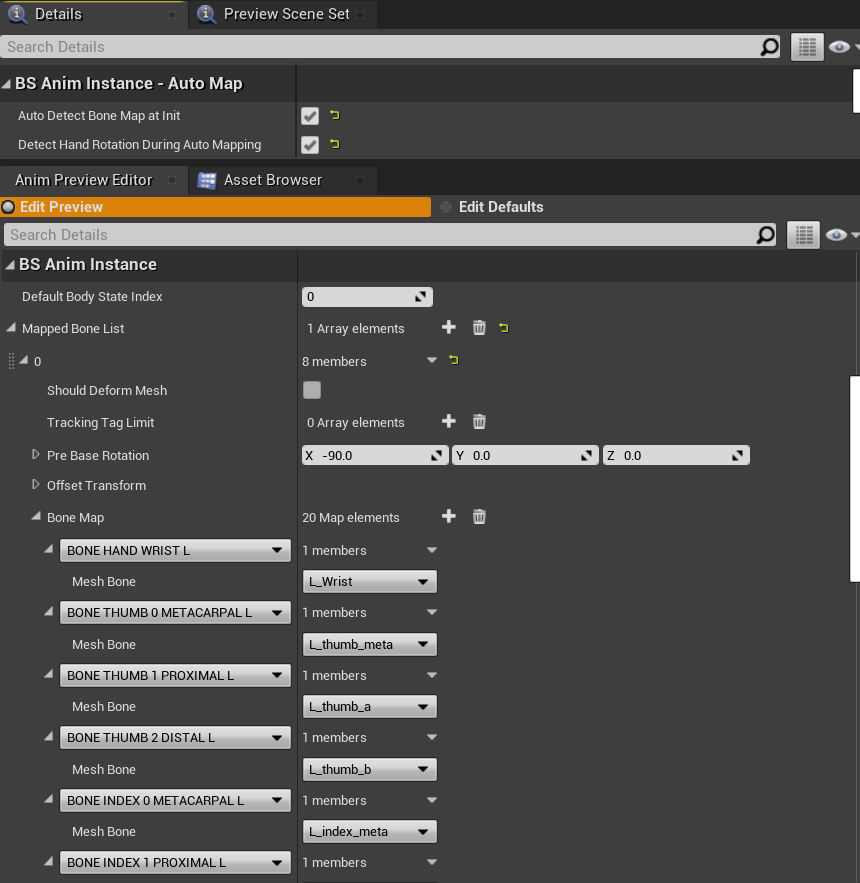 Details Preview Scene Set
Search Details
BS Anim Instance - Auto Map
Auto Detect Bone Map at Init
Detect Hand Rotation During Auto Mapping
Anim Preview Editor Asset Browser
Edit Preview Edit Defaults
Search Details
BS Anim Instance
Default Body State Index 0
Mapped Bone List 1 Array elements
0 8 members
Should Deform Mesh
Tracking Tag Limit 0 Array elements
Pre Base Rotation X -90.0 Y 0.0 Z 0.0
Offset Transform
Bone Map 20 Map elements
BONE HAND WRIST L 1 members
Mesh Bone L_Wrist
BONE THUMB 0 METACARPAL L 1 members
Mesh Bone L_thumb_meta
BONE THUMB 1 PROXIMAL L 1 members
Mesh Bone L_thumb_a
BONE THUMB 2 DISTAL L 1 members
Mesh Bone L_thumb_b
BONE INDEX 0 METACARPAL L 1 members
Mesh Bone L_index_meta
BONE INDEX 1 PROXIMAL L 1 members